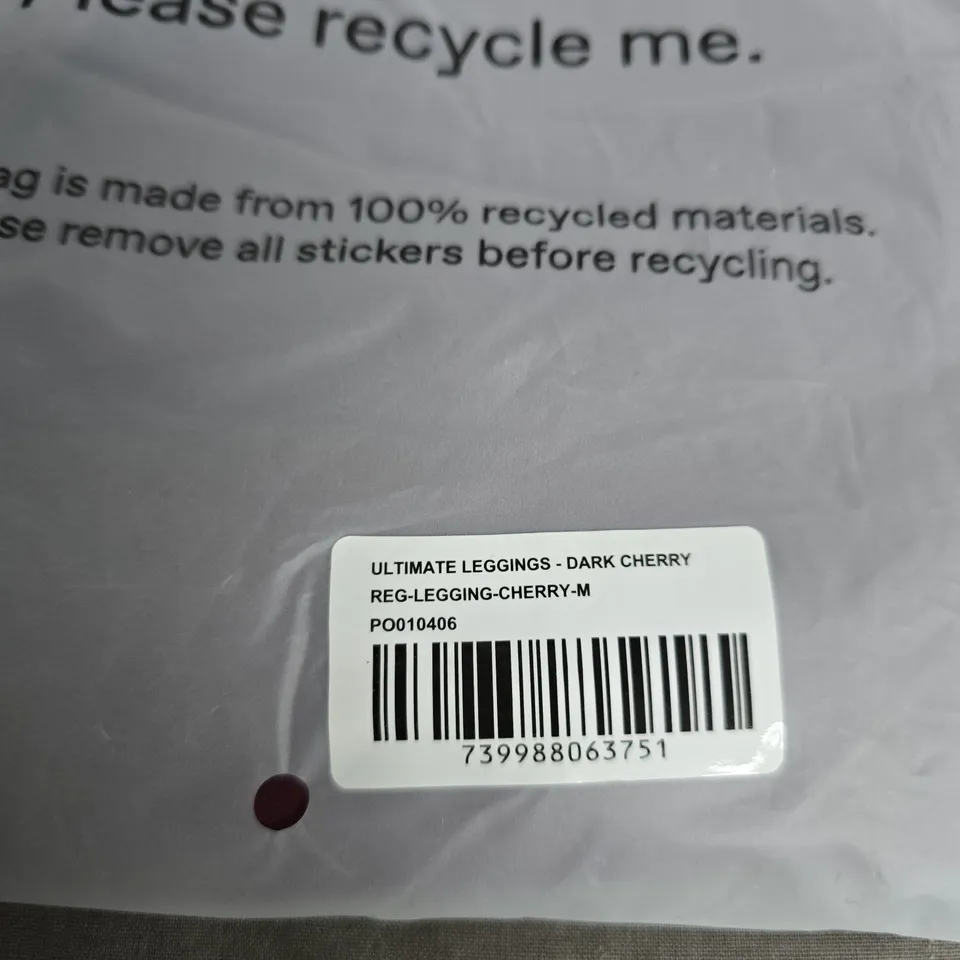 Please recycle me.
ag is made from 100% recycled materials.
se remove all stickers before recycling.
ULTIMATE LEGGINGS - DARK CHERRY
REG-LEGGING-CHERRY-M
PO010406
739988063751